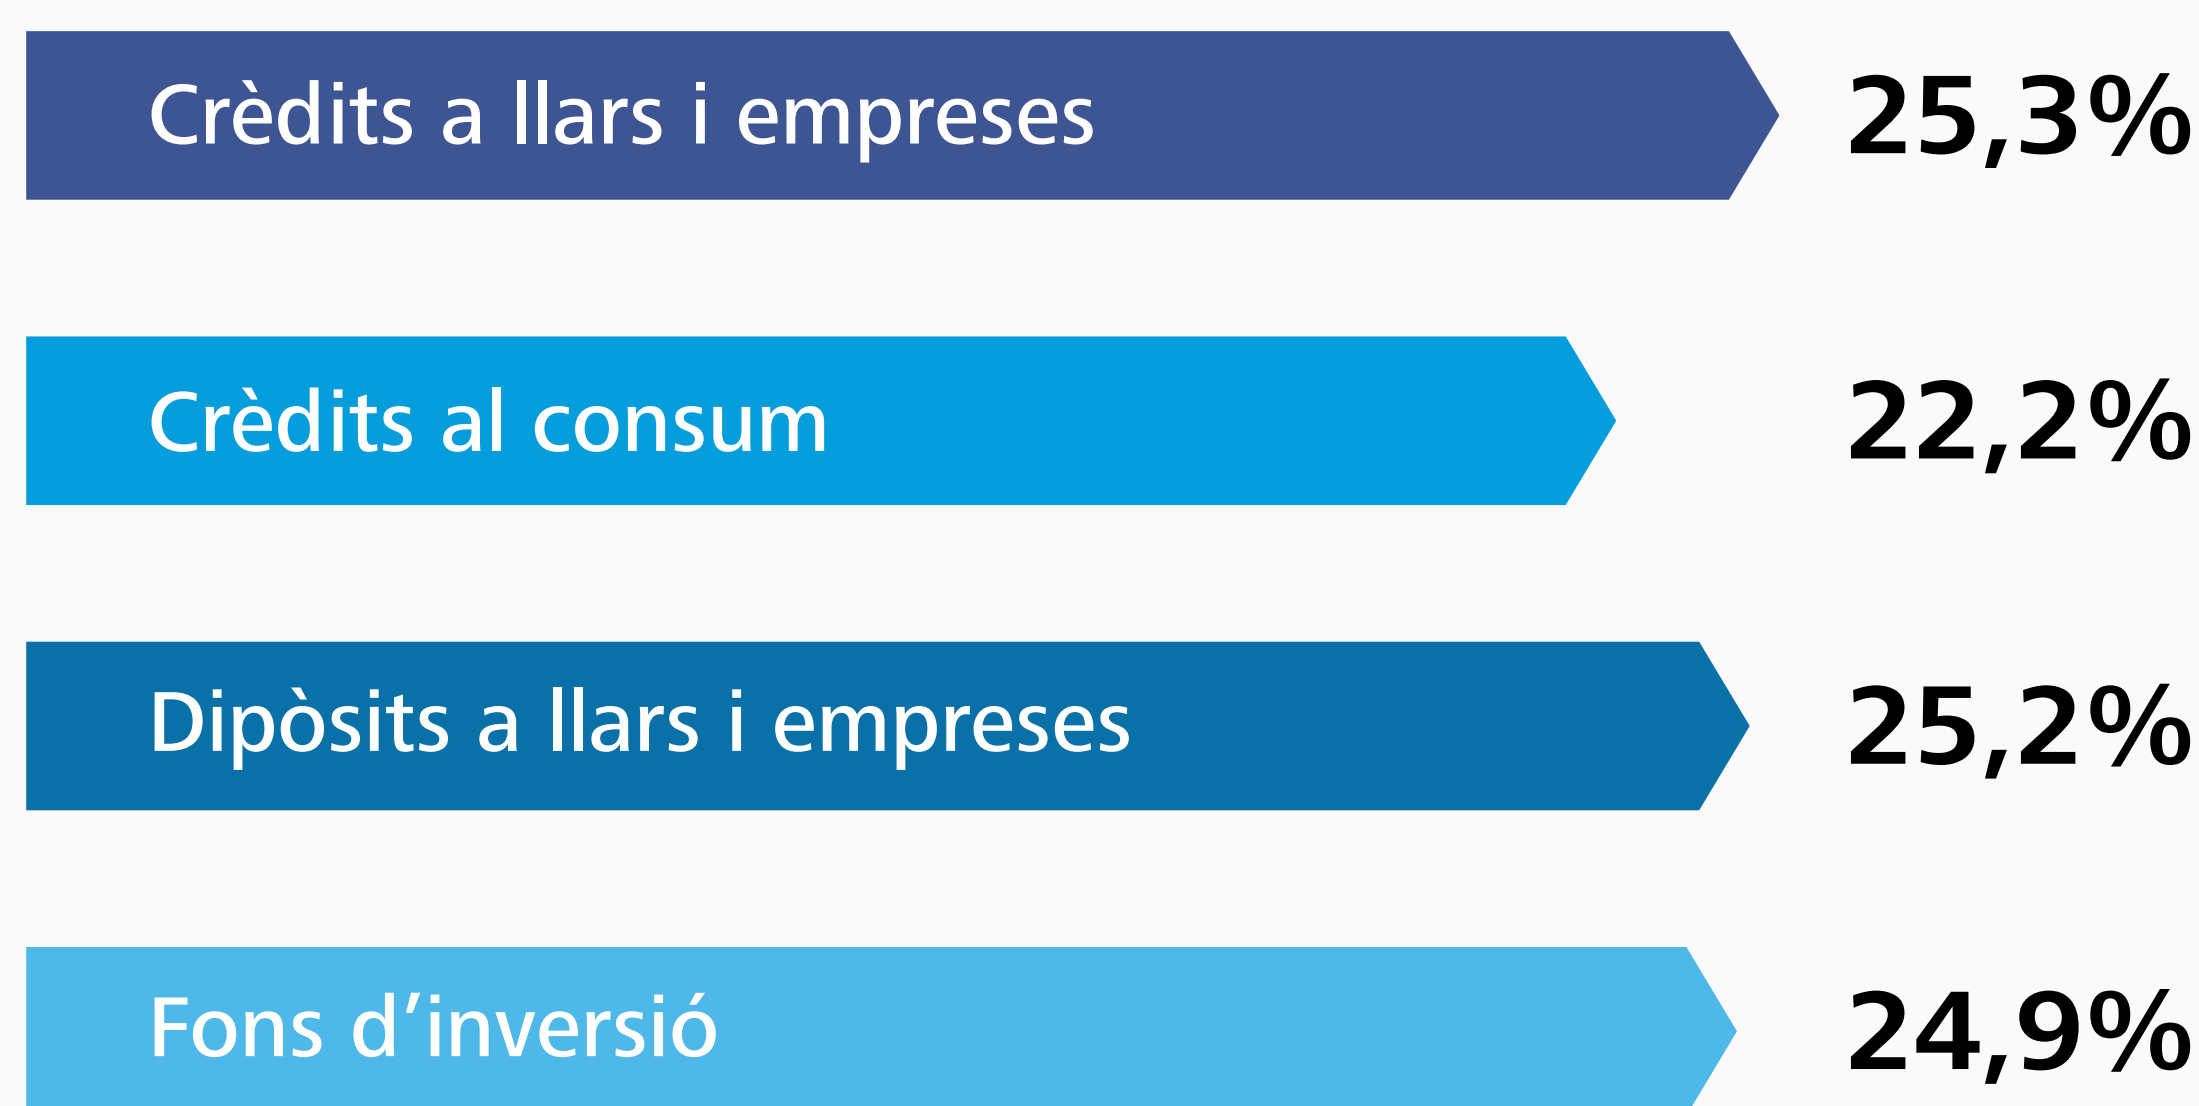 Crèdits a llars i empreses 25,3%
Crèdits al consum 22,2%
Dipòsits a llars i empreses 25,2%
Fons d’inversió 24,9%